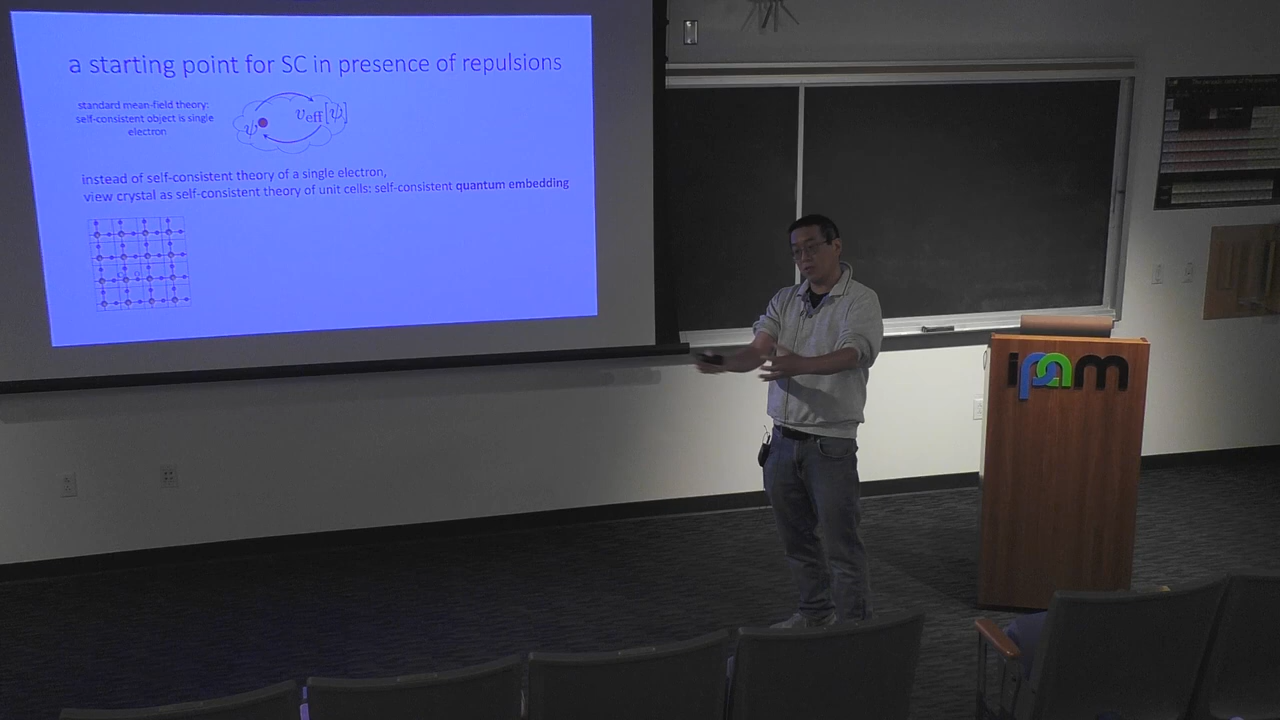 a starting point for SC in presence of repulsions
standard mean-field theory:
self-consistent object is single
electron
ψ
v_eff[ψ]
instead of self-consistent theory of a single electron,
view crystal as self-consistent theory of unit cells: self-consistent quantum embedding
ipam